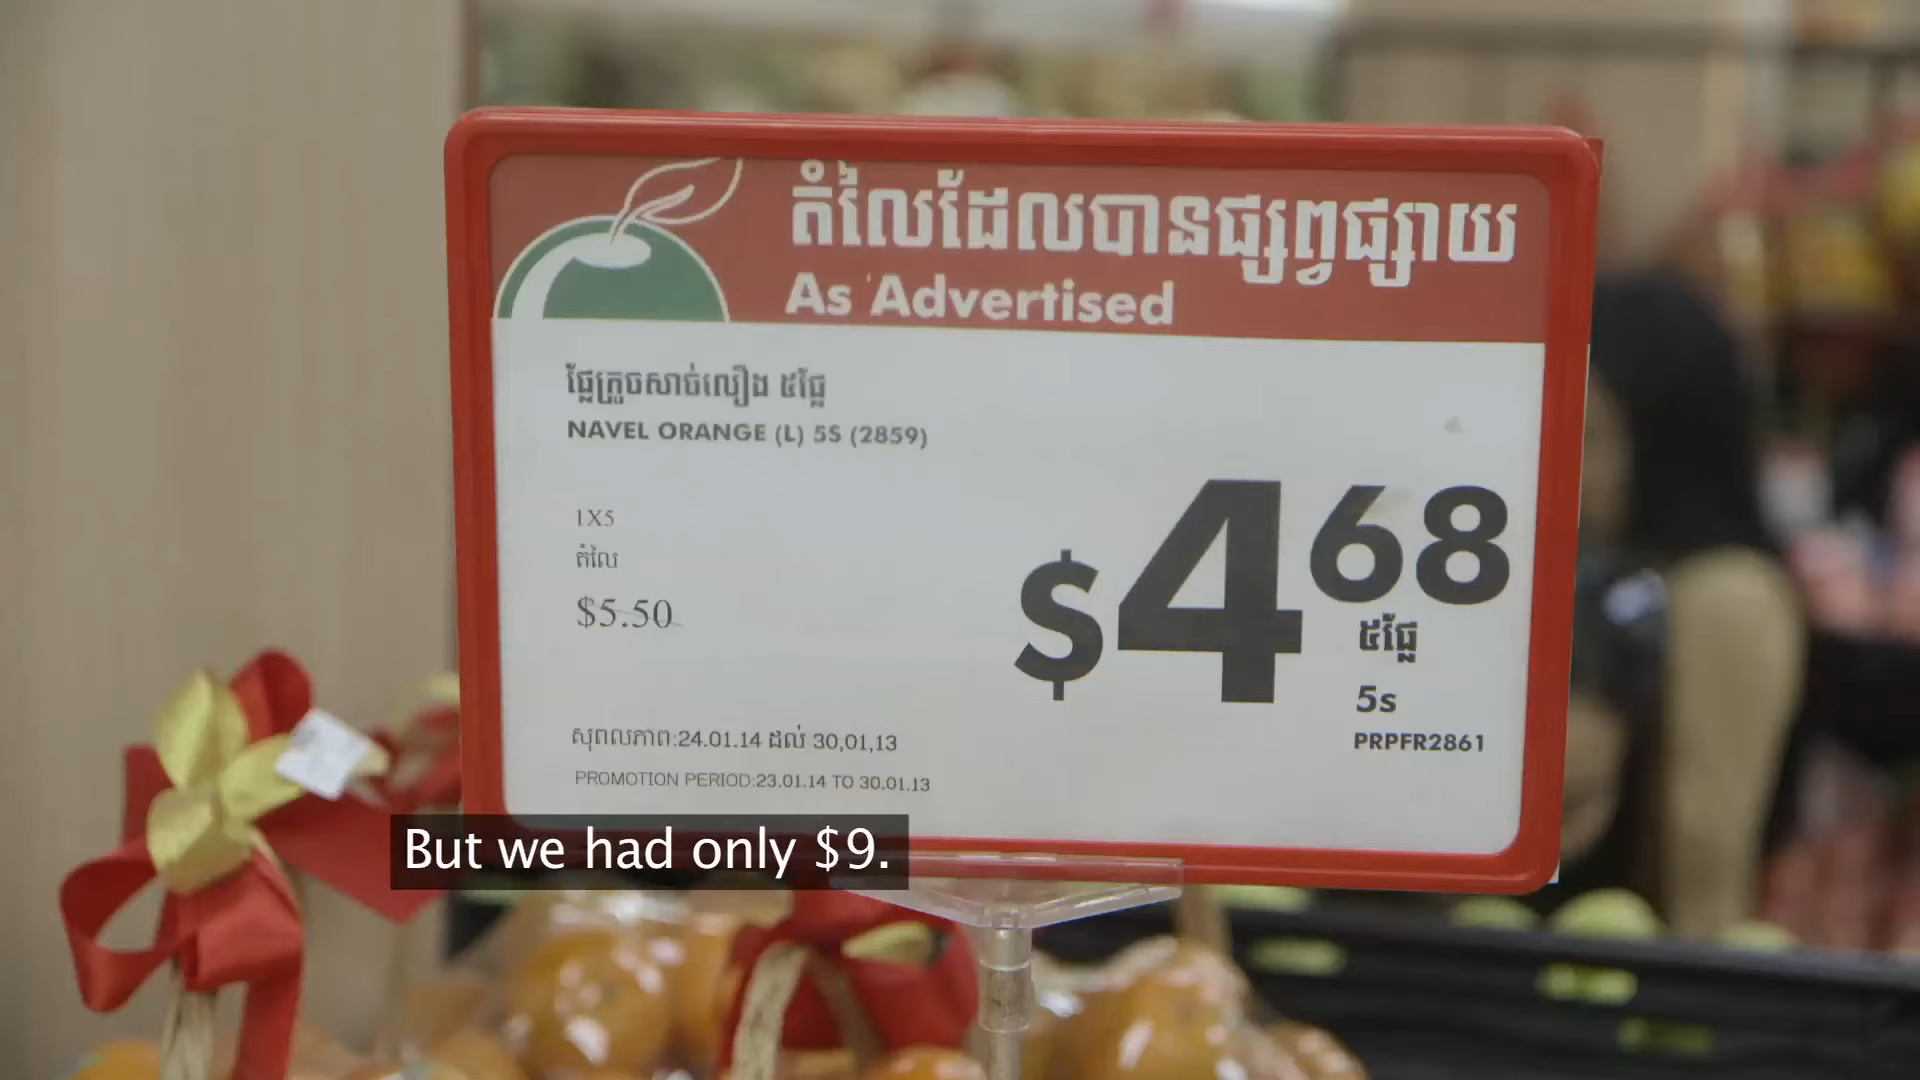 តំលៃដែលបានផ្សព្វផ្សាយ
As Advertised
ផ្លែក្រូចសាច់លឿង ៥ផ្លែ
NAVEL ORANGE (L) 5S (2859)
1X5
តំលៃ
$5.50
$4 68
៥ផ្លែ
5s
PRPFR2861
សុពលភាព:24.01.14 ដល់ 30,01,13
PROMOTION PERIOD:23.01.14 TO 30.01.13
But we had only $9.